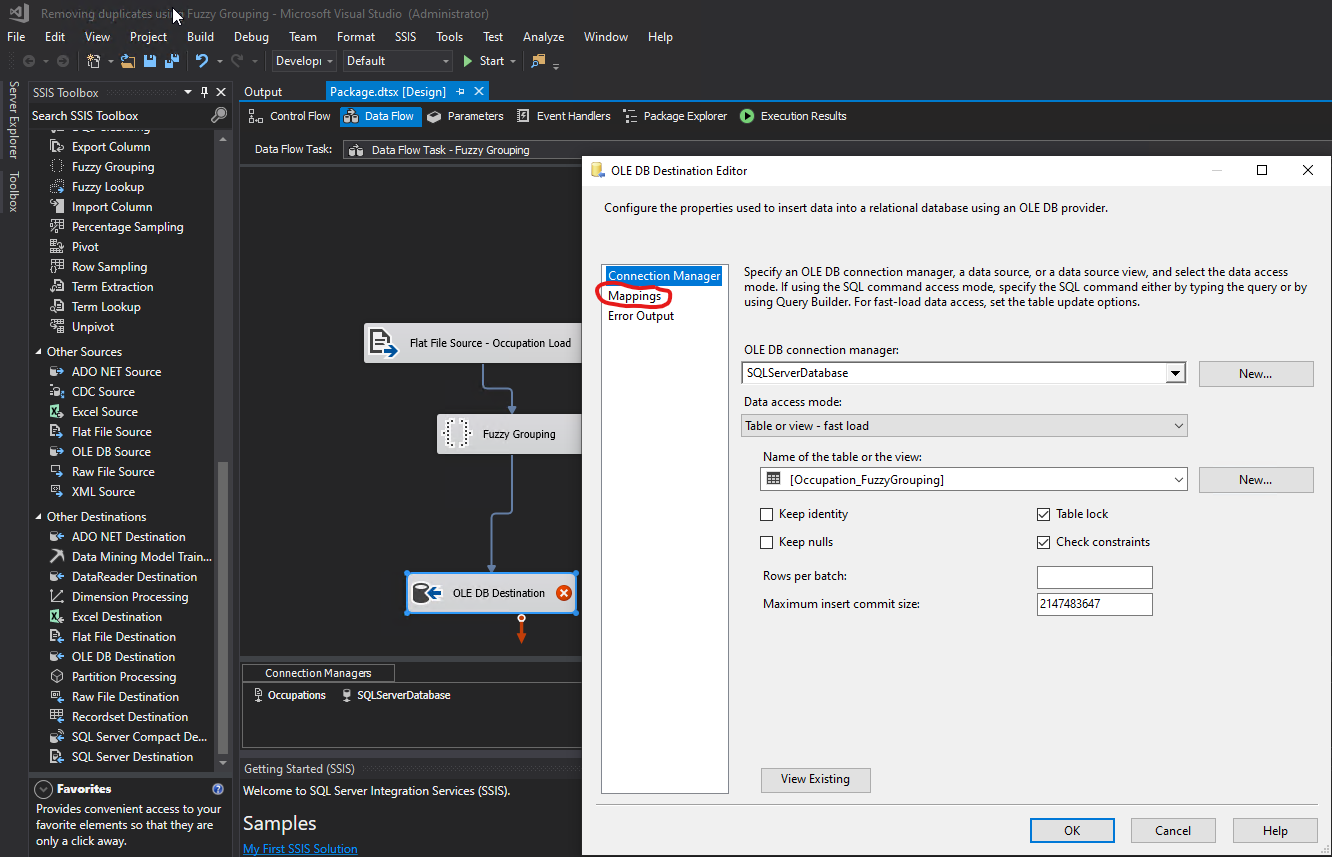 Removing duplicates using Fuzzy Grouping - Microsoft Visual Studio (Administrator)
File Edit View Project Build Debug Team Format SSIS Tools Test Analyze Window Help
Developi Default Start
Server Explorer
Toolbox
SSIS Toolbox
Search SSIS Toolbox
Export Column
Fuzzy Grouping
Fuzzy Lookup
Import Column
Percentage Sampling
Pivot
Row Sampling
Term Extraction
Term Lookup
Unpivot
Other Sources
ADO NET Source
CDC Source
Excel Source
Flat File Source
OLE DB Source
Raw File Source
XML Source
Other Destinations
ADO NET Destination
Data Mining Model Train...
DataReader Destination
Dimension Processing
Excel Destination
Flat File Destination
OLE DB Destination
Partition Processing
Raw File Destination
Recordset Destination
SQL Server Compact De...
SQL Server Destination
Favorites
Provides convenient access to your
favorite elements so that they are
only a click away.
Output Package.dtsx [Design]
Control Flow Data Flow Parameters Event Handlers Package Explorer Execution Results
Data Flow Task: Data Flow Task - Fuzzy Grouping
Flat File Source - Occupation Load
Fuzzy Grouping
OLE DB Destination
Connection Managers
Occupations SQLServerDatabase
Getting Started (SSIS)
Welcome to SQL Server Integration Services (SSIS).
Samples
My First SSIS Solution
OLE DB Destination Editor
Configure the properties used to insert data into a relational database using an OLE DB provider.
Connection Manager
Mappings
Error Output
Specify an OLE DB connection manager, a data source, or a data source view, and select the data access
mode. If using the SQL command access mode, specify the SQL command either by typing the query or by
using Query Builder. For fast-load data access, set the table update options.
OLE DB connection manager:
SQLServerDatabase New...
Data access mode:
Table or view - fast load
Name of the table or the view:
[Occupation_FuzzyGrouping] New...
Keep identity Table lock
Keep nulls Check constraints
Rows per batch:
Maximum insert commit size: 2147483647
View Existing
OK Cancel Help